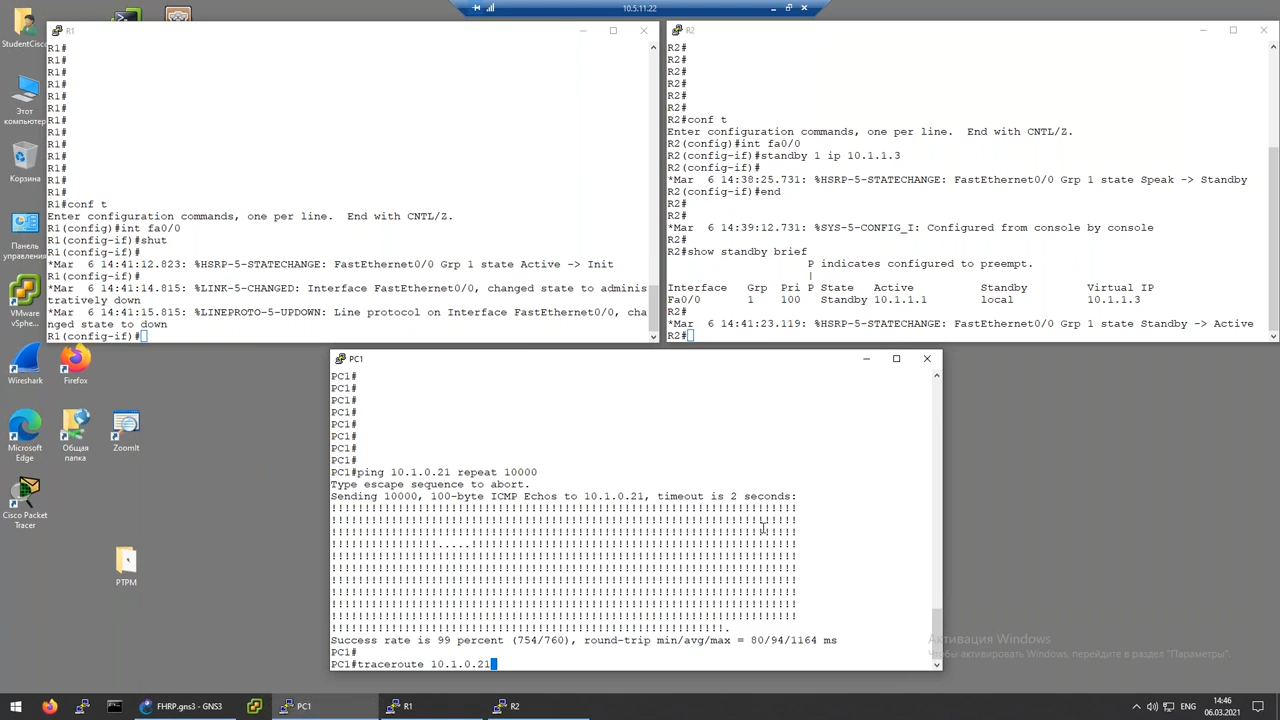 10.5.11.22
StudentCisco
Этот компьютер...
Корзина
Панель управления
VMware vSphe...
Wireshark
Firefox
Microsoft Edge
Общая папка
ZoomIt
Cisco Packet Tracer
PTPM
R1
R1#
R1#
R1#
R1#
R1#
R1#
R1#
R1#
R1#
R1#
R1#
R1#
R1#
R1#conf t
Enter configuration commands, one per line.  End with CNTL/Z.
R1(config)#int fa0/0
R1(config-if)#shut
R1(config-if)#
*Mar  6 14:41:12.823: %HSRP-5-STATECHANGE: FastEthernet0/0 Grp 1 state Active -> Init
R1(config-if)#
*Mar  6 14:41:14.815: %LINK-5-CHANGED: Interface FastEthernet0/0, changed state to adminis
tratively down
*Mar  6 14:41:15.815: %LINEPROTO-5-UPDOWN: Line protocol on Interface FastEthernet0/0, cha
nged state to down
R1(config-if)#
R2
R2#
R2#
R2#
R2#
R2#
R2#
R2#conf t
Enter configuration commands, one per line.  End with CNTL/Z.
R2(config)#int fa0/0
R2(config-if)#standby 1 ip 10.1.1.3
R2(config-if)#
*Mar  6 14:38:25.731: %HSRP-5-STATECHANGE: FastEthernet0/0 Grp 1 state Speak -> Standby
R2(config-if)#end
R2#
R2#
*Mar  6 14:39:12.731: %SYS-5-CONFIG_I: Configured from console by console
R2#
R2#show standby brief
P indicates configured to preempt.
|
Interface   Grp  Pri P State   Active          Standby         Virtual IP
Fa0/0       1    100   Standby 10.1.1.1        local           10.1.1.3
R2#
*Mar  6 14:41:23.119: %HSRP-5-STATECHANGE: FastEthernet0/0 Grp 1 state Standby -> Active
R2#
PC1
PC1#
PC1#
PC1#
PC1#
PC1#
PC1#
PC1#
PC1#
PC1#ping 10.1.0.21 repeat 10000
Type escape sequence to abort.
Sending 10000, 100-byte ICMP Echos to 10.1.0.21, timeout is 2 seconds:
!!!!!!!!!!!!!!!!!!!!!!!!!!!!!!!!!!!!!!!!!!!!!!!!!!!!!!!!!!!!!!!!!!!!!!
!!!!!!!!!!!!!!!!!!!!!!!!!!!!!!!!!!!!!!!!!!!!!!!!!!!!!!!!!!!!!!!!!!!!!!
!!!!!!!!!!!!!!!!!!!!!!!!!!!!!!!!!!!!!!!!!!!!!!!!!!!!!!!!!!!!!!!!!!!!!!
!!!!!!!!!!!!!!!!.....!!!!!!!!!!!!!!!!!!!!!!!!!!!!!!!!!!!!!!!!!!!!!!!!!
!!!!!!!!!!!!!!!!!!!!!!!!!!!!!!!!!!!!!!!!!!!!!!!!!!!!!!!!!!!!!!!!!!!!!!
!!!!!!!!!!!!!!!!!!!!!!!!!!!!!!!!!!!!!!!!!!!!!!!!!!!!!!!!!!!!!!!!!!!!!!
!!!!!!!!!!!!!!!!!!!!!!!!!!!!!!!!!!!!!!!!!!!!!!!!!!!!!!!!!!!!!!!!!!!!!!
!!!!!!!!!!!!!!!!!!!!!!!!!!!!!!!!!!!!!!!!!!!!!!!!!!!!!!!!!!!!!!!!!!!!!!
!!!!!!!!!!!!!!!!!!!!!!!!!!!!!!!!!!!!!!!!!!!!!!!!!!!!!!!!!!!!!!!!!!!!!!
!!!!!!!!!!!!!!!!!!!!!!!!!!!!!!!!!!!!!!!!!!!!!!!!!!!!!!!!!!!!!!!!!!!!!!
!!!!!!!!!!!!!!!!!!!!!!!!!!!!!!!!!!!!!!!!!!!!!!!!!!!!!!!!!!!.
Success rate is 99 percent (754/760), round-trip min/avg/max = 80/94/1164 ms
PC1#
PC1#traceroute 10.1.0.21
Активация Windows
Чтобы активировать Windows, перейдите в раздел "Параметры".
FHRP.gns3 - GNS3
PC1
R1
R2
ENG
14:46
06.03.2021